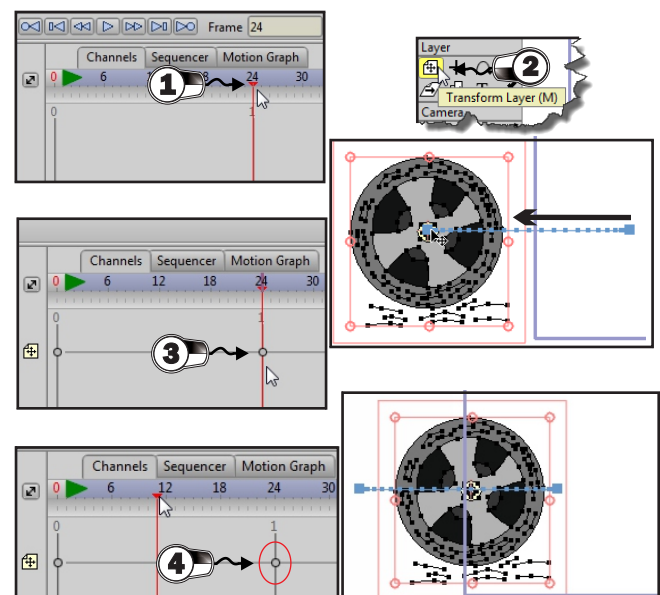 Frame 24
Channels Sequencer Motion Graph
0 6 1 8 24 30
0 1
1
Layer
2
Transform Layer (M)
Camera
Channels Sequencer Motion Graph
0 6 12 18 24 30
0 1
3
Channels Sequencer Motion Graph
0 6 12 18 24 30
0 1
4